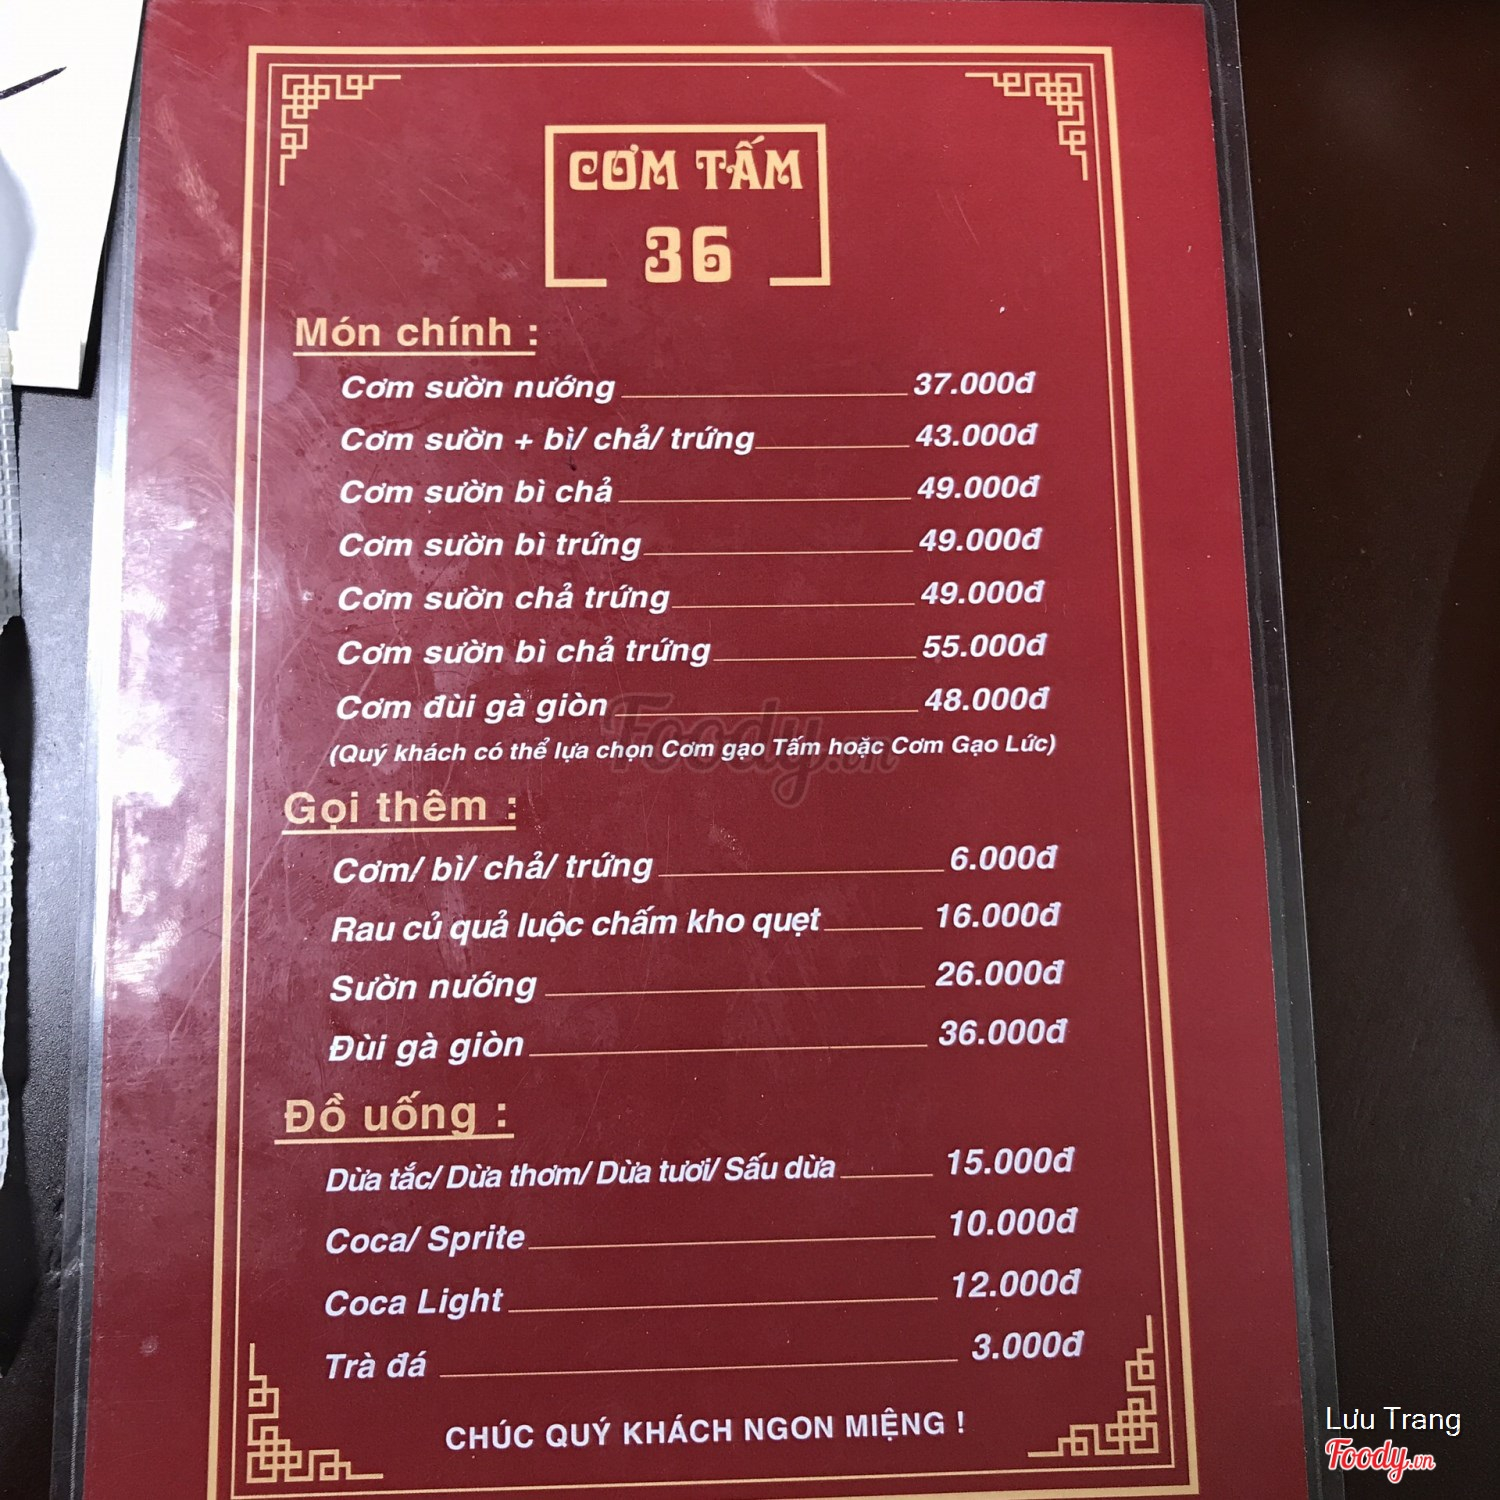 CƠM TẤM
36
Món chính :
Cơm sườn nướng 37.000đ
Cơm sườn + bì/ chả/ trứng 43.000đ
Cơm sườn bì chả 49.000đ
Cơm sườn bì trứng 49.000đ
Cơm sườn chả trứng 49.000đ
Cơm sườn bì chả trứng 55.000đ
Cơm đùi gà giòn 48.000đ
(Quý khách có thể lựa chọn Cơm gạo Tấm hoặc Cơm Gạo Lức)
Gọi thêm :
Cơm/ bì/ chả/ trứng 6.000đ
Rau củ quả luộc chấm kho quẹt 16.000đ
Sườn nướng 26.000đ
Đùi gà giòn 36.000đ
Đồ uống :
Dừa tắc/ Dừa thơm/ Dừa tươi/ Sấu dừa 15.000đ
Coca/ Sprite 10.000đ
Coca Light 12.000đ
Trà đá 3.000đ
CHÚC QUÝ KHÁCH NGON MIỆNG !
Foody.vn
Lưu Trang
Foody.vn